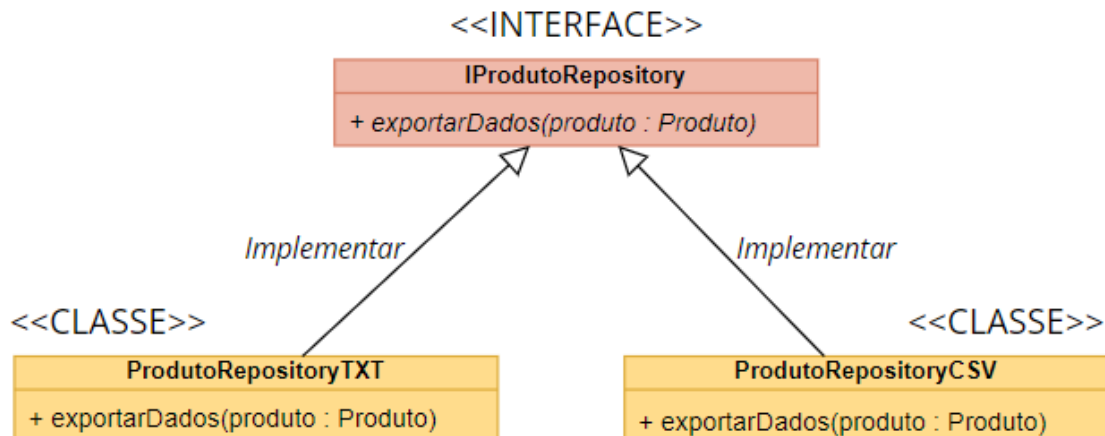 <<INTERFACE>>
IProdutoRepository
+ exportarDados(produto : Produto)
Implementar
Implementar
<<CLASSE>>
<<CLASSE>>
ProdutoRepositoryTXT
ProdutoRepositoryCSV
+ exportarDados(produto : Produto)
+ exportarDados(produto : Produto)